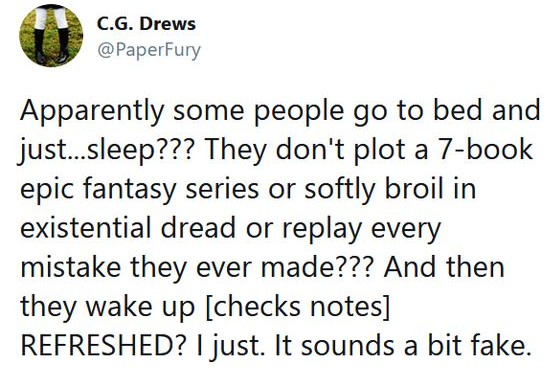 C.G. Drews
@PaperFury
Apparently some people go to bed and
just...sleep??? They don't plot a 7-book
epic fantasy series or softly broil in
existential dread or replay every
mistake they ever made??? And then
they wake up [checks notes]
REFRESHED? I just. It sounds a bit fake.